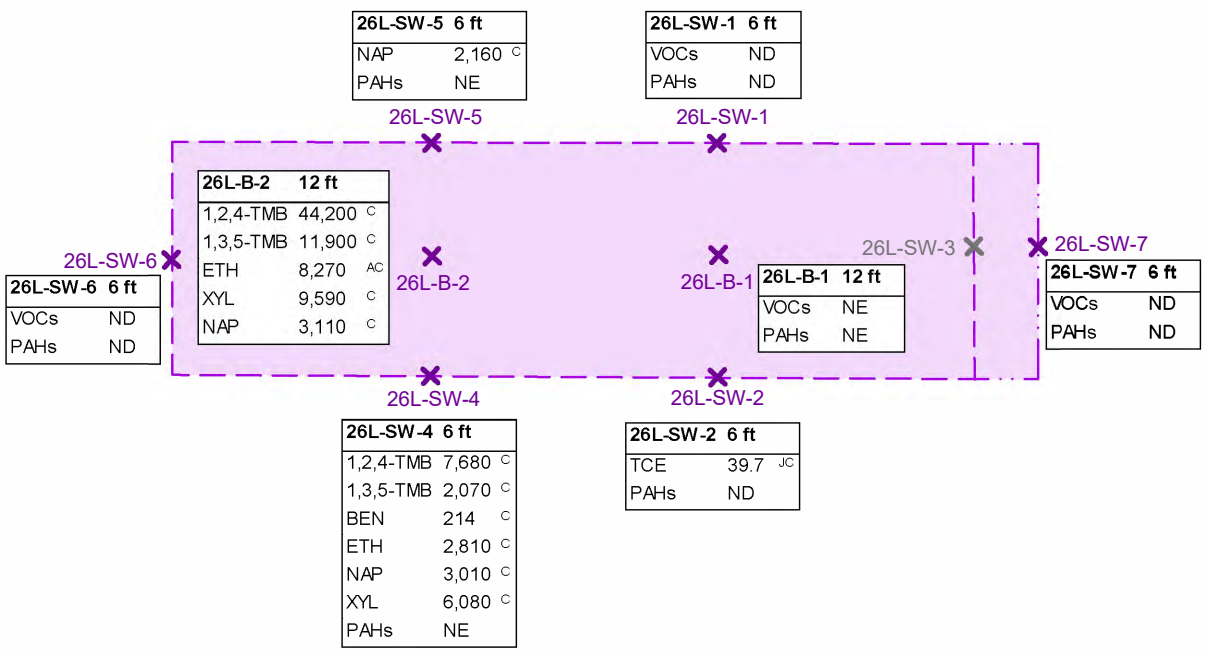 26L-SW-5 6 ft
NAP 2,160 C
PAHs NE
26L-SW-5
26L-SW-1 6 ft
VOCs ND
PAHs ND
26L-SW-1
26L-B-2 12 ft
1,2,4-TMB 44,200 C
1,3,5-TMB 11,900 C
ETH 8,270 AC
XYL 9,590 C
NAP 3,110 C
26L-B-2
26L-SW-6
26L-SW-6 6 ft
VOCs ND
PAHs ND
26L-B-1
26L-B-1 12 ft
VOCs NE
PAHs NE
26L-SW-3
26L-SW-7
26L-SW-7 6 ft
VOCs ND
PAHs ND
26L-SW-4
26L-SW-4 6 ft
1,2,4-TMB 7,680 C
1,3,5-TMB 2,070 C
BEN 214 C
ETH 2,810 C
NAP 3,010 C
XYL 6,080 C
PAHs NE
26L-SW-2
26L-SW-2 6 ft
TCE 39.7 JC
PAHs ND